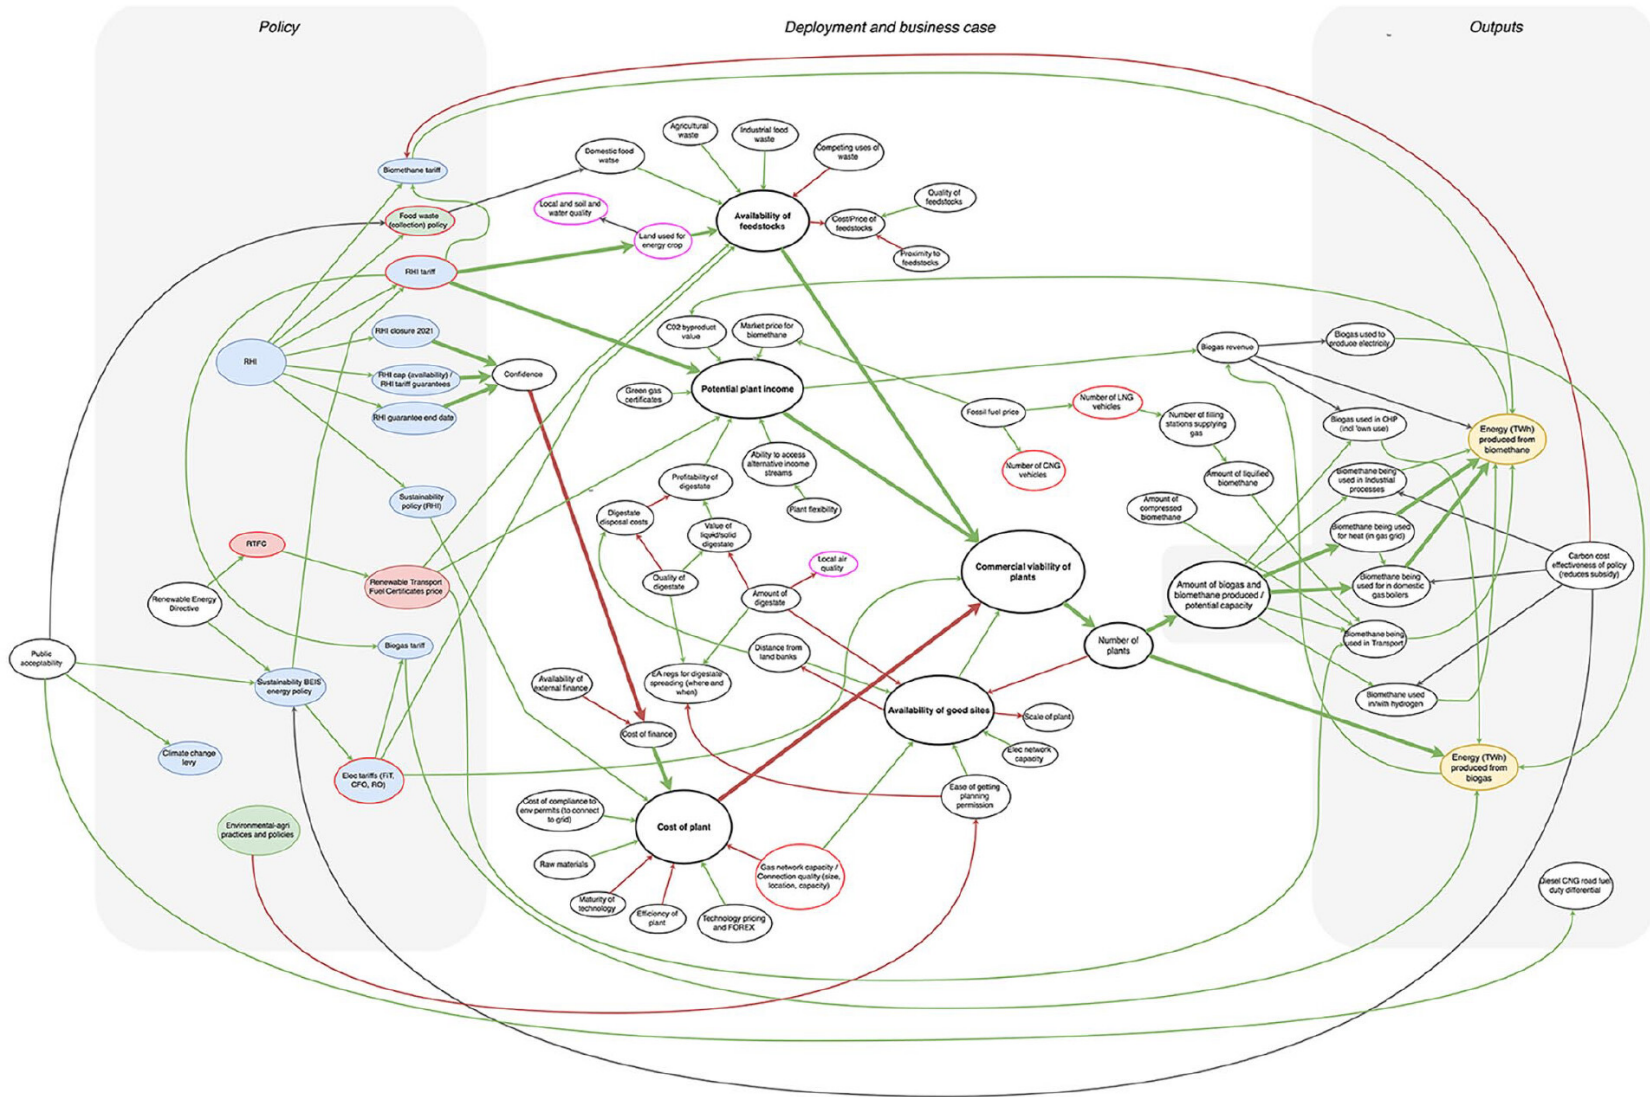 Policy
Deployment and business case
Outputs
Biomethane tariff
Food waste
(collection) policy
RHI tariff
RHI closure 2021
RHI
RHI cap (availability) /
RHI tariff guarantees
RHI guarantee end date
Confidence
Sustainability
policy (RHI)
RTFC
Renewable Transport
Fuel Certificates price
Renewable Energy
Directive
Public
acceptability
Biogas tariff
Sustainability BEIS
energy policy
Climate change
levy
Elec tariffs (FiT,
CFO, RO)
Environmental-agri
practices and policies
Domestic food
watse
Agricultural
waste
Industrial food
waste
Competing uses of
waste
Local and soil and
water quality
Land used for
energy crop
Availability of
feedstocks
Cost/Price of
feedstocks
Quality of
feedstocks
Proximity to
feedstocks
C02 byproduct
value
Market price for
biomethane
Green gas
certificates
Potential plant income
Ability to access
alternative income
streams
Plant flexibility
Profitability of
digestate
Digestate
disposal costs
Value of
liquid/solid
digestate
Quality of
digestate
Amount of
digestate
Local air
quality
Distance from
land banks
EA regs for digestate
spreading (where and
when)
Availability of
external finance
Cost of finance
Cost of compliance to
env permits (to connect
to grid)
Raw materials
Maturity of
technology
Efficiency of
plant
Technology pricing
and FOREX
Cost of plant
Gas network capacity /
Connection quality (size,
location, capacity)
Fossil fuel price
Number of LNG
vehicles
Number of CNG
vehicles
Number of filling
stations supplying
gas
Amount of liquified
biomethane
Amount of
compressed
biomethane
Commercial viability of
plants
Number of
plants
Availability of good sites
Scale of plant
Elec network
capacity
Ease of getting
planning
permission
Amount of biogas and
biomethane produced /
potential capacity
Biogas revenue
Biogas used to
produce electricity
Biogas used in CHP
(incl 'own use)
Biomethane being
used in Industrial
processes
Biomethane being used
for heat (in gas grid)
Biomethane being
used for in domestic
gas boilers
Biomethane being
used in Transport
Biomethane used
in/with hydrogen
Energy (TWh)
produced from
biomethane
Carbon cost
effectiveness of policy
(reduces subsidy)
Energy (TWh)
produced from
biogas
Diesel CNG road fuel
duty differential